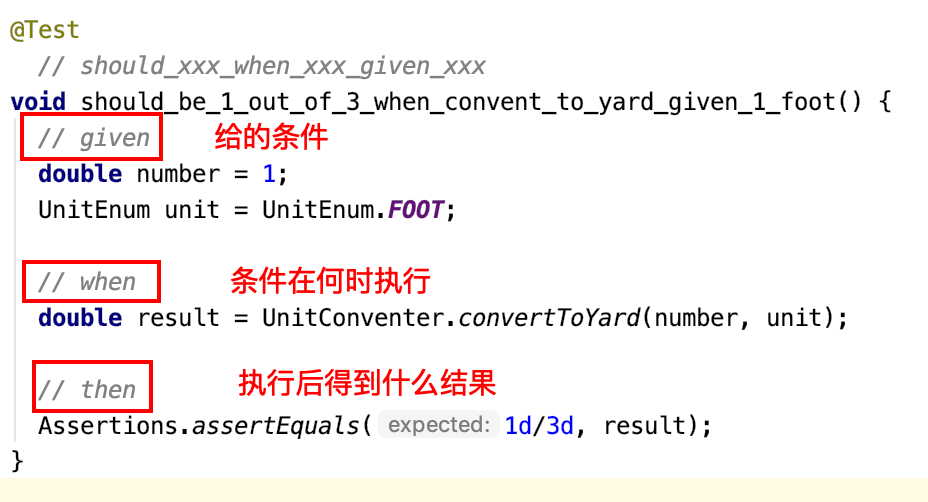 @Test
// should_xxx_when_xxx_given_xxx
void should_be_1_out_of_3_when_convent_to_yard_given_1_foot() {
// given 给的条件
double number = 1;
UnitEnum unit = UnitEnum.FOOT;
// when 条件在何时执行
double result = UnitConventer.convertToYard(number, unit);
// then 执行后得到什么结果
Assertions.assertEquals( expected: 1d/3d, result);
}